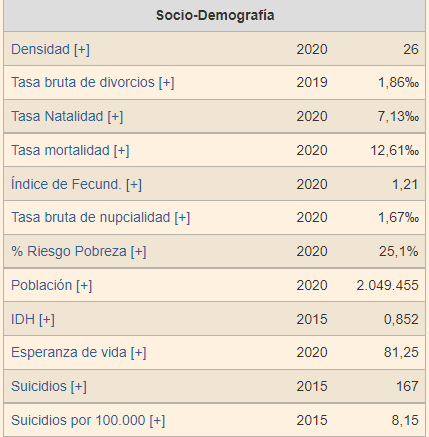 Socio-Demografía
Densidad [+] 2020 26
Tasa bruta de divorcios [+] 2019 1,86‰
Tasa Natalidad [+] 2020 7,13‰
Tasa mortalidad [+] 2020 12,61‰
Índice de Fecund. [+] 2020 1,21
Tasa bruta de nupcialidad [+] 2020 1,67‰
% Riesgo Pobreza [+] 2020 25,1%
Población [+] 2020 2.049.455
IDH [+] 2015 0,852
Esperanza de vida [+] 2020 81,25
Suicidios [+] 2015 167
Suicidios por 100.000 [+] 2015 8,15